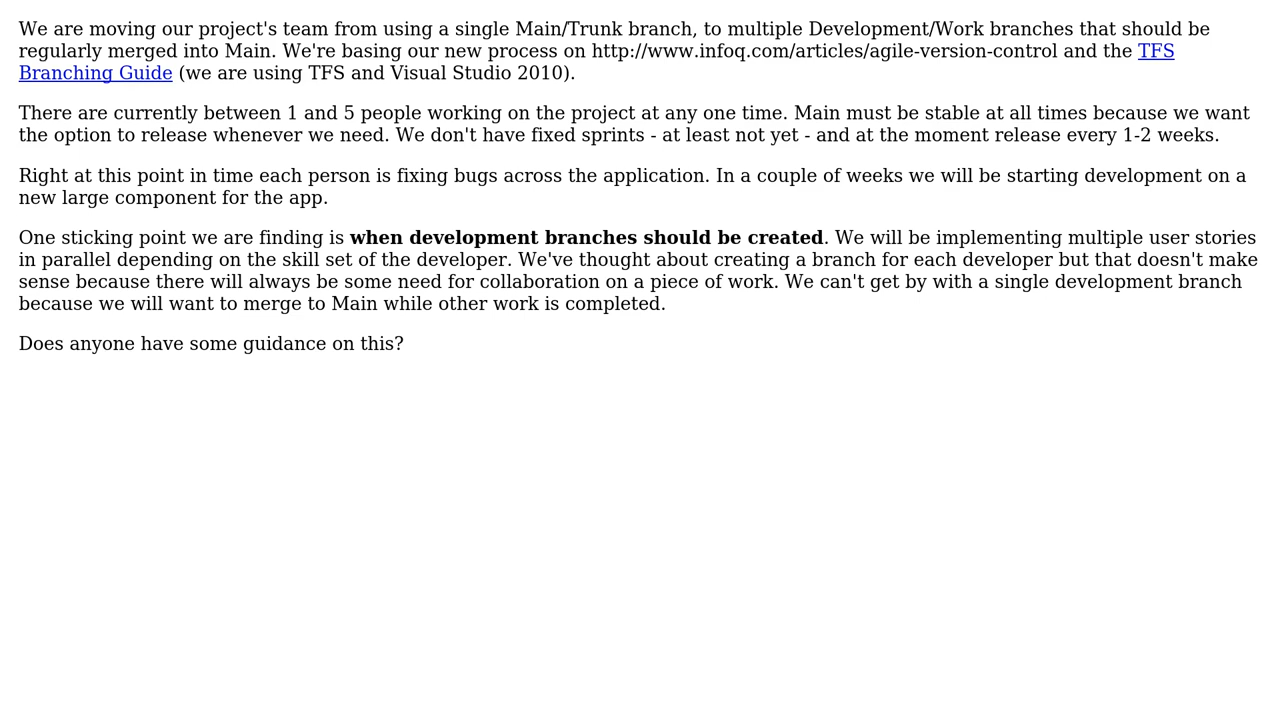 We are moving our project's team from using a single Main/Trunk branch, to multiple Development/Work branches that should be
regularly merged into Main. We're basing our new process on http://www.infoq.com/articles/agile-version-control and the TFS
Branching Guide (we are using TFS and Visual Studio 2010).
There are currently between 1 and 5 people working on the project at any one time. Main must be stable at all times because we want
the option to release whenever we need. We don't have fixed sprints - at least not yet - and at the moment release every 1-2 weeks.
Right at this point in time each person is fixing bugs across the application. In a couple of weeks we will be starting development on a
new large component for the app.
One sticking point we are finding is when development branches should be created. We will be implementing multiple user stories
in parallel depending on the skill set of the developer. We've thought about creating a branch for each developer but that doesn't make
sense because there will always be some need for collaboration on a piece of work. We can't get by with a single development branch
because we will want to merge to Main while other work is completed.
Does anyone have some guidance on this?